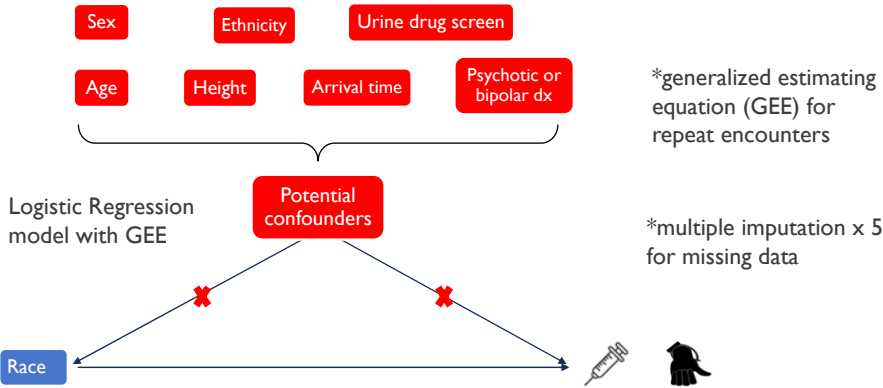 Sex
Ethnicity
Urine drug screen
Age
Height
Arrival time
Psychotic or
bipolar dx
*generalized estimating
equation (GEE) for
repeat encounters
Potential
confounders
Logistic Regression
model with GEE
*multiple imputation x 5
for missing data
Race